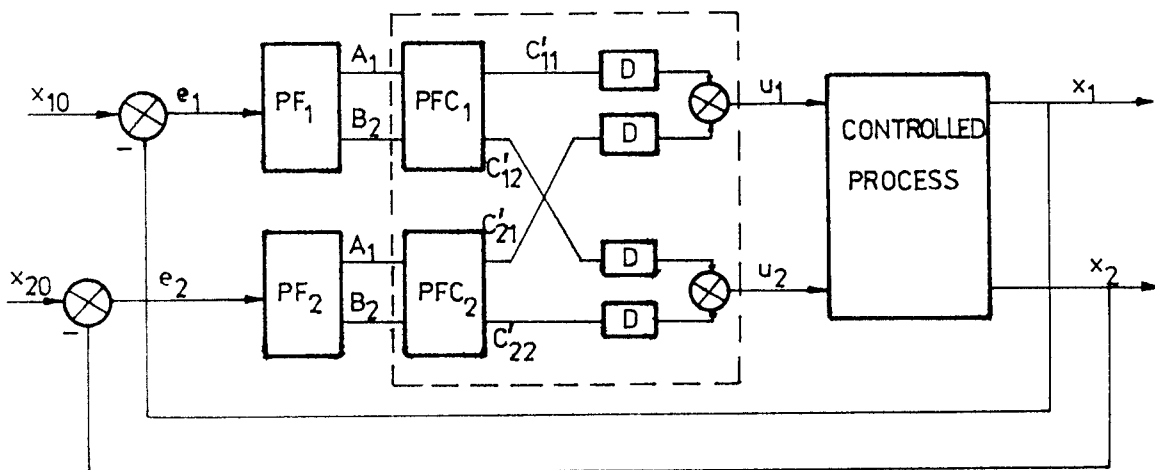 x10
e1
PF1
A1
B2
PFC1
C'11
C'12
D
D
u1
CONTROLLED
PROCESS
x1
x20
e2
PF2
A1
B2
PFC2
C'21
C'22
D
D
u2
x2
−
−